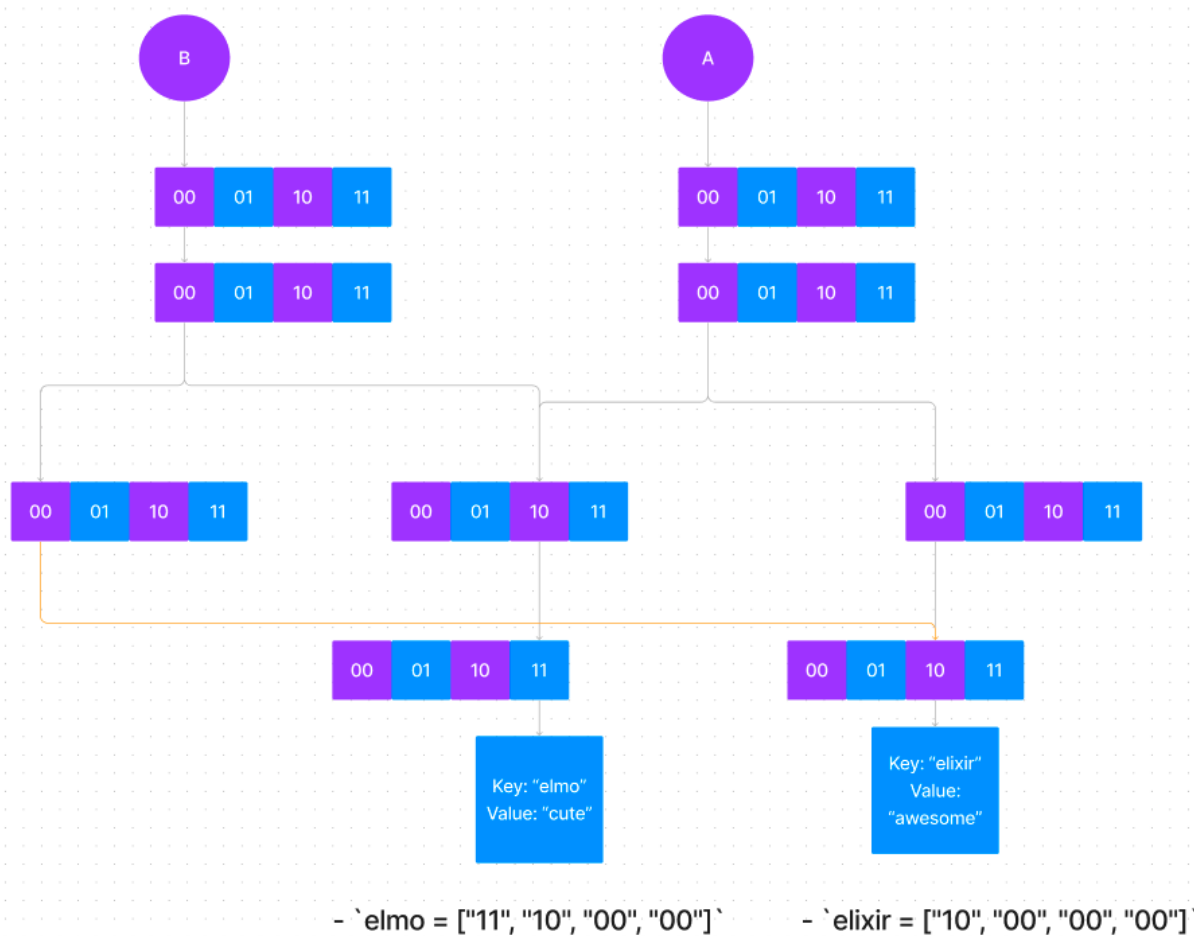 B
A
00 01 10 11
00 01 10 11
00 01 10 11
00 01 10 11
00 01 10 11
00 01 10 11
00 01 10 11
00 01 10 11
00 01 10 11
Key: “elmo”
Value: “cute”
Key: “elixir”
Value:
“awesome”
- `elmo = ["11", "10", "00", "00"]`
- `elixir = ["10", "00", "00", "00"]`